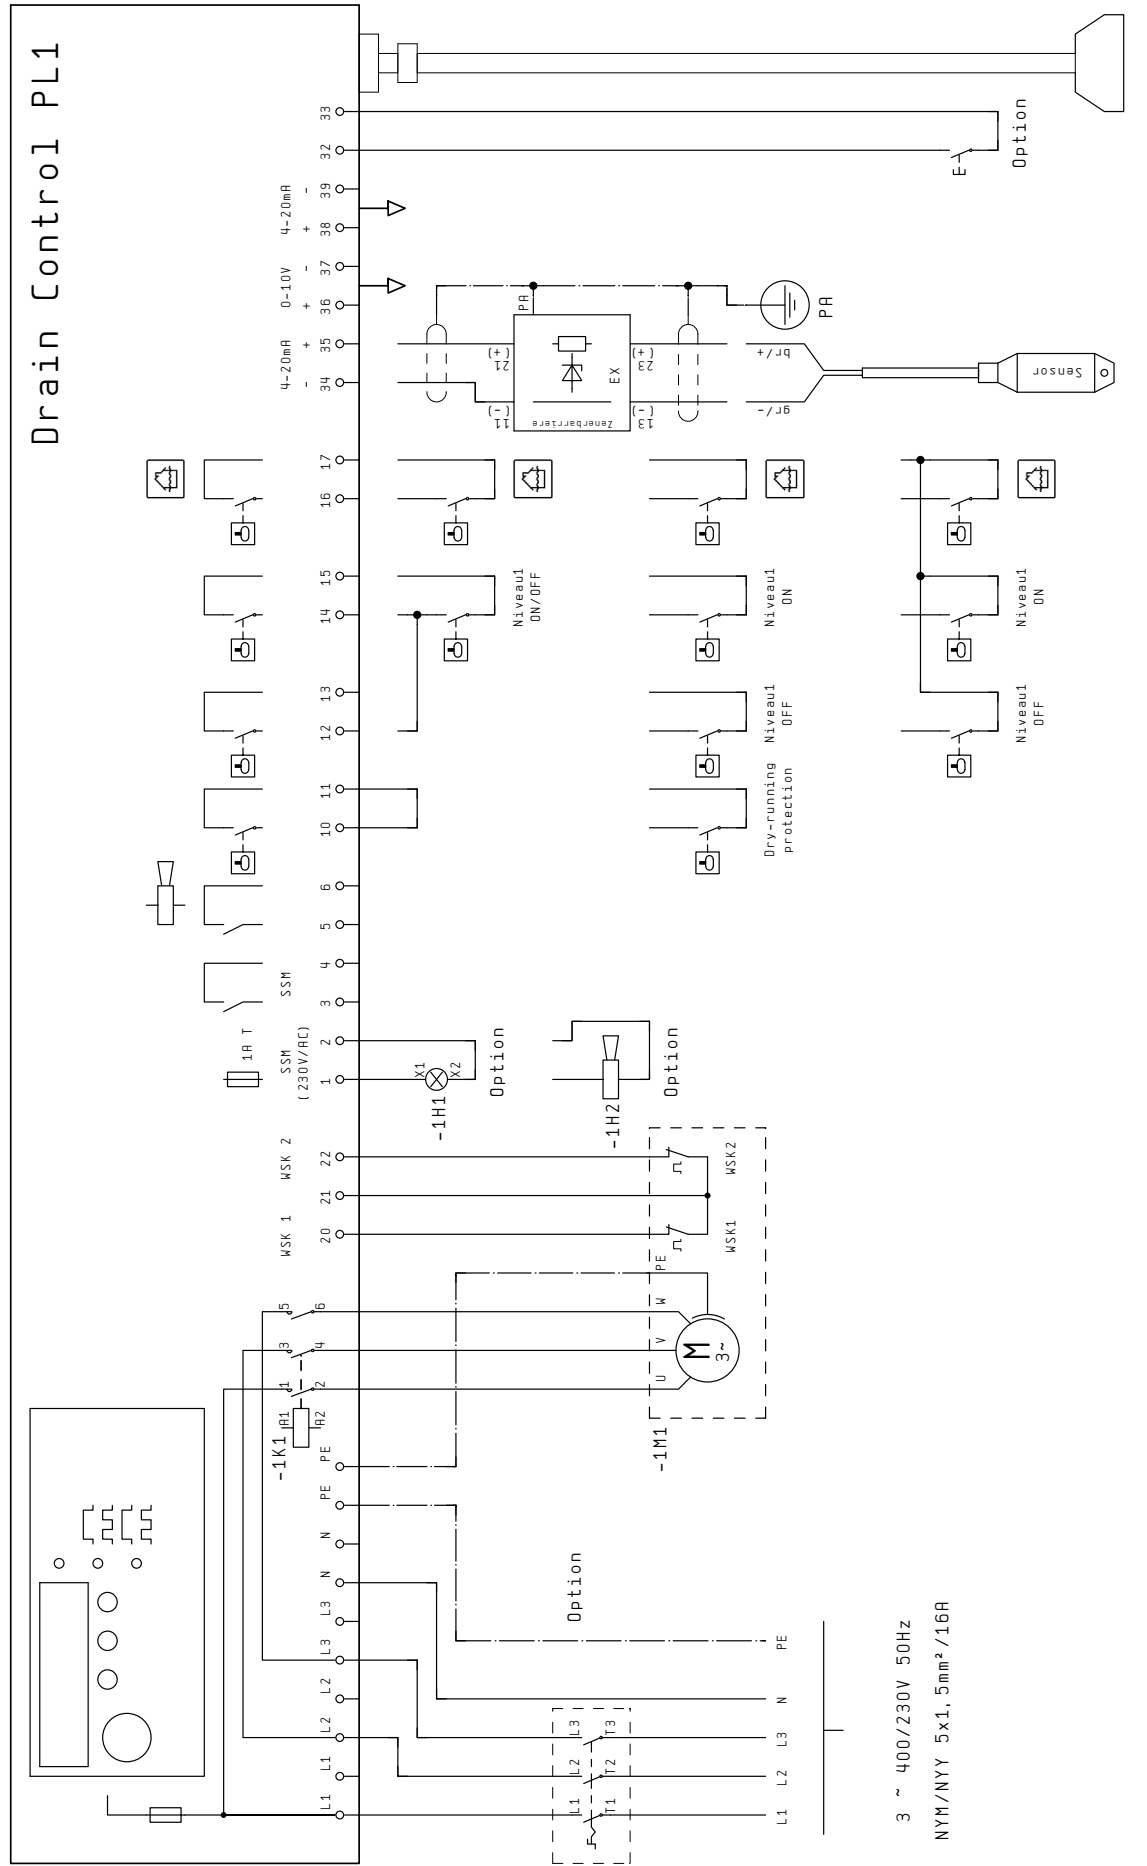 Drain Control PL1
L1
L1
L2
L2
L3
L3
N
N
PE
PE
-1K1
A1
A2
1
2
3
4
5
6
WSK 1
WSK 2
20
21
22
1A T
SSM
(230V/AC)
1
2
SSM
3
4
5
6
10
11
12
13
14
15
16
17
4-20mA
-
+
34
35
0-10V
+
-
36
37
4-20mA
+
-
38
39
32
33
-1H1
X1
X2
Option
-1H2
Option
Niveau1
ON/OFF
11
(-)
21
(+)
PA
Zenerbarriere
EX
13
(-)
23
(+)
PA
gr/-
br/+
Sensor
Option
-1M1
U
V
W
PE
M
3~
WSK1
WSK2
Dry-running
protection
Niveau1
OFF
Niveau1
ON
Niveau1
OFF
Niveau1
ON
Option
L1
L2
L3
T1
T2
T3
L1
L2
L3
N
PE
3 ~ 400/230V 50Hz
NYM/NYY 5x1,5mm²/16A